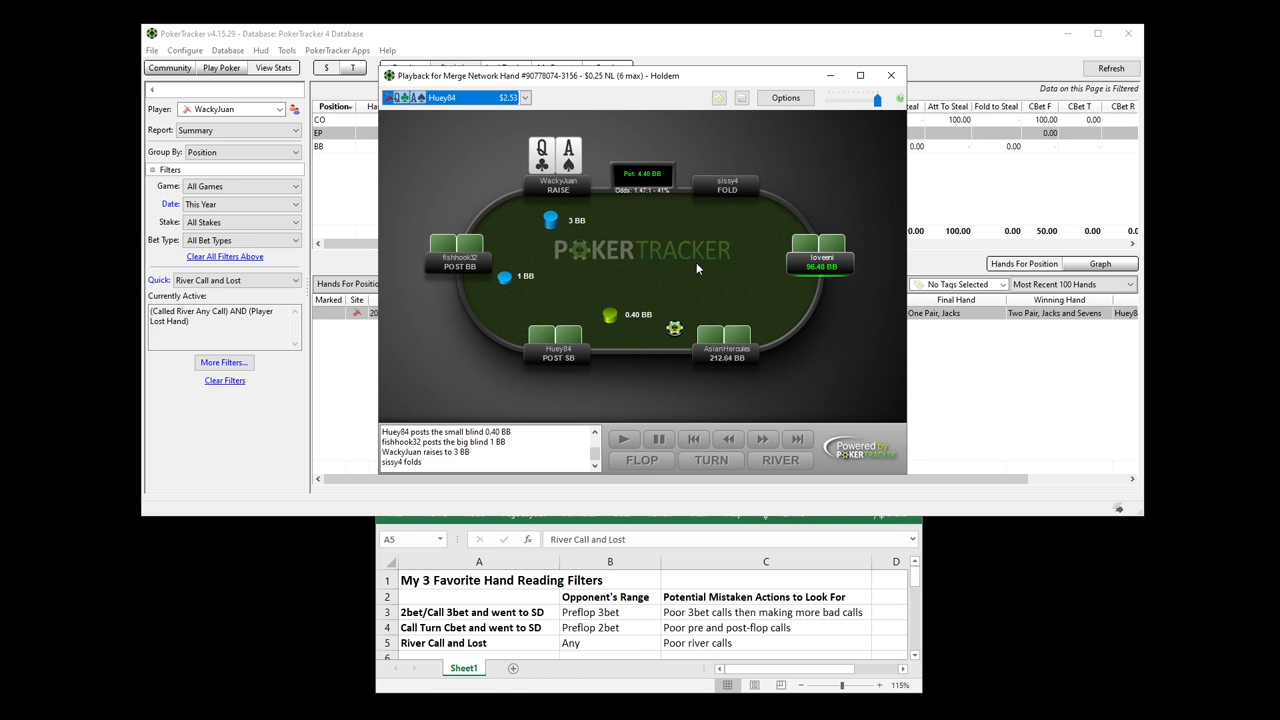 PokerTracker v4.15.29 - Database: PokerTracker 4 Database
File Configure Database Hud Tools PokerTracker Apps Help
Community Play Poker View Stats $ T Refresh
Data on this Page is Filtered
Player: WackyJuan
Report: Summary
Group By: Position
Filters
Game: All Games
Date: This Year
Stake: All Stakes
Bet Type: All Bet Types
Clear All Filters Above
Quick: River Call and Lost
Currently Active:
(Called River Any Call) AND (Player
Lost Hand)
More Filters...
Clear Filters
Position
CO
EP
BB
Att To Steal Fold to Steal CBet F CBet T CBet R
- 100.00 - 100.00 0.00
0.00
0.00 - 0.00 - -
0.00 100.00 0.00 50.00 0.00
Hands For Position Graph
No Tags Selected Most Recent 100 Hands
Marked Site
Final Hand Winning Hand
One Pair, Jacks Two Pair, Jacks and Sevens Huey8
Playback for Merge Network Hand #90778074-3156 - $0.25 NL (6 max) - Holdem
Q A Huey84 $2.53
Options
Q A
WackyJuan
RAISE
Pot: 4.40 BB
Odds: 1.47:1 - 41%
sissy4
FOLD
3 BB
fishhook32
POST BB
POKERTRACKER
loveeni
96.48 BB
1 BB
0.40 BB
Huey84
POST SB
AsianHercules
212.64 BB
Huey84 posts the small blind 0.40 BB
fishhook32 posts the big blind 1 BB
WackyJuan raises to 3 BB
sissy4 folds
FLOP TURN RIVER
Powered by
POKERTRACKER
A5 fx River Call and Lost
A B C D
1 My 3 Favorite Hand Reading Filters
2 Opponent's Range Potential Mistaken Actions to Look For
3 2bet/Call 3bet and went to SD Preflop 3bet Poor 3bet calls then making more bad calls
4 Call Turn Cbet and went to SD Preflop 2bet Poor pre and post-flop calls
5 River Call and Lost Any Poor river calls
Sheet1
115%